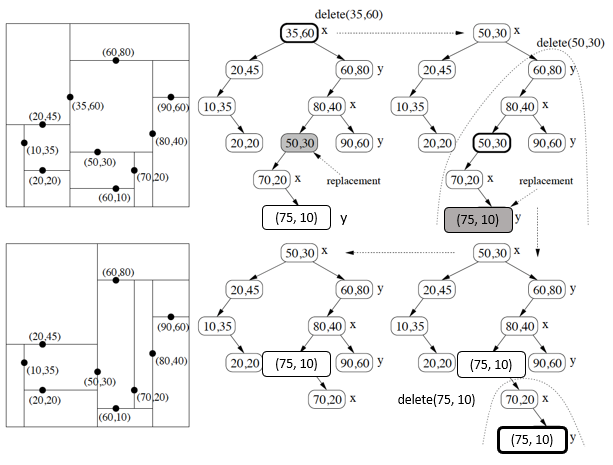 delete(35,60)
(60,80)
(35,60)
(90,60)
(20,45)
(10,35)
(80,40)
(50,30)
(20,20)
(70,20)
(60,10)
35,60 x
20,45 60,80 y
10,35 80,40 x
20,20 50,30 90,60 y
70,20 x
replacement
(75, 10) y
50,30 x
delete(50,30)
20,45 60,80 y
10,35 80,40 x
20,20 50,30 90,60 y
70,20 x
replacement
(75, 10) y
(60,80)
(90,60)
(20,45)
(10,35)
(80,40)
(50,30)
(20,20)
(70,20)
(60,10)
50,30 x
20,45 60,80 y
10,35 80,40 x
20,20 (75, 10) 90,60 y
70,20 x
50,30 x
20,45 60,80 y
10,35 80,40 x
20,20 (75, 10) 90,60 y
delete(75, 10)
70,20 x
(75, 10) y